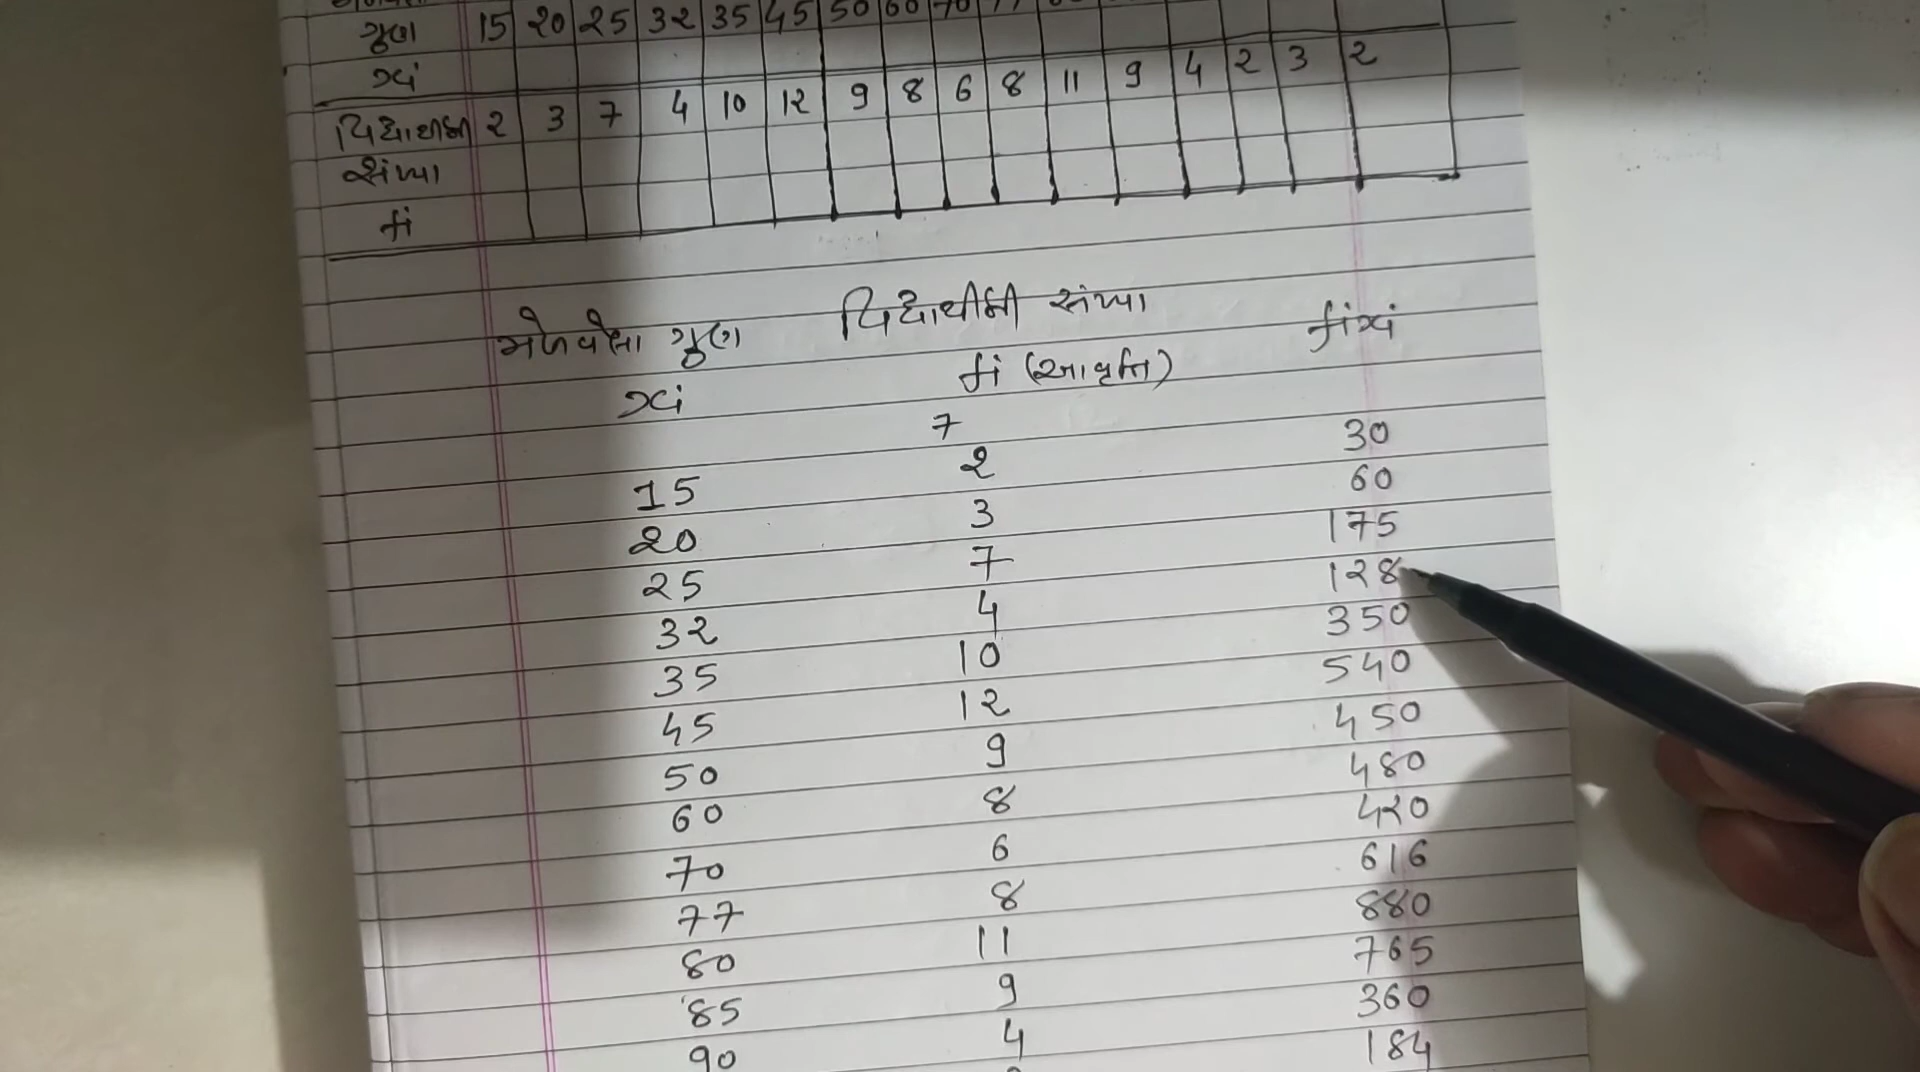 ગુણ 15 20 25 32 35 45 50 60 70 77
xi
વિદ્યાર્થીની 2 3 7 4 10 12 9 8 6 8 11 9 4 2 3 2
સંખ્યા
fi
મેળવેલા ગુણ વિદ્યાર્થીની સંખ્યા fixi
xi fi (આવૃત્તિ)
7
15 2 30
20 3 60
25 7 175
32 4 128
35 10 350
45 12 540
50 9 450
60 8 480
70 6 420
77 8 616
80 11 880
85 9 765
90 4 360
184